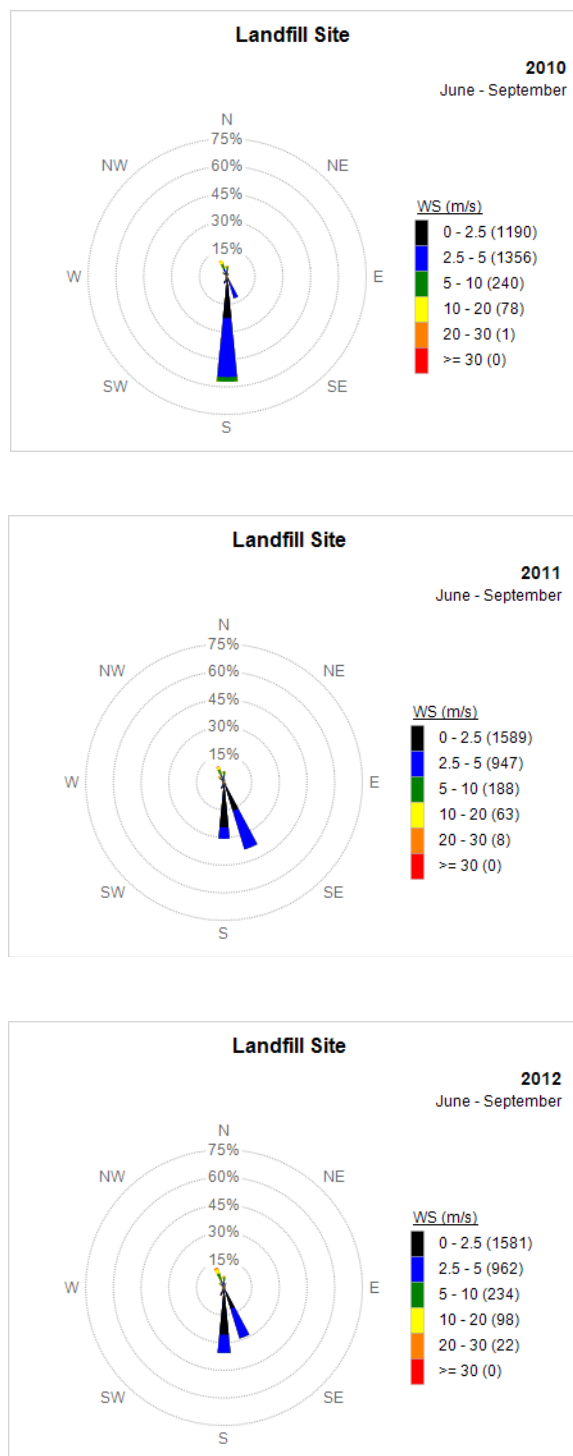 Landfill Site
2010
June - September
N
75%
NW
60%
NE
45%
30%
15%
W
E
SW
SE
S
WS (m/s)
0 - 2.5 (1190)
2.5 - 5 (1356)
5 - 10 (240)
10 - 20 (78)
20 - 30 (1)
>= 30 (0)
Landfill Site
2011
June - September
N
75%
NW
60%
NE
45%
30%
15%
W
E
SW
SE
S
WS (m/s)
0 - 2.5 (1589)
2.5 - 5 (947)
5 - 10 (188)
10 - 20 (63)
20 - 30 (8)
>= 30 (0)
Landfill Site
2012
June - September
N
75%
NW
60%
NE
45%
30%
15%
W
E
SW
SE
S
WS (m/s)
0 - 2.5 (1581)
2.5 - 5 (962)
5 - 10 (234)
10 - 20 (98)
20 - 30 (22)
>= 30 (0)